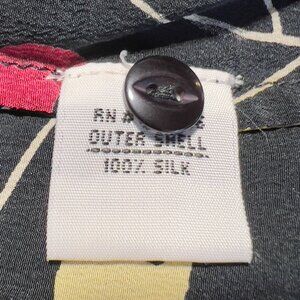 RN #
OUTER SHELL
100% SILK